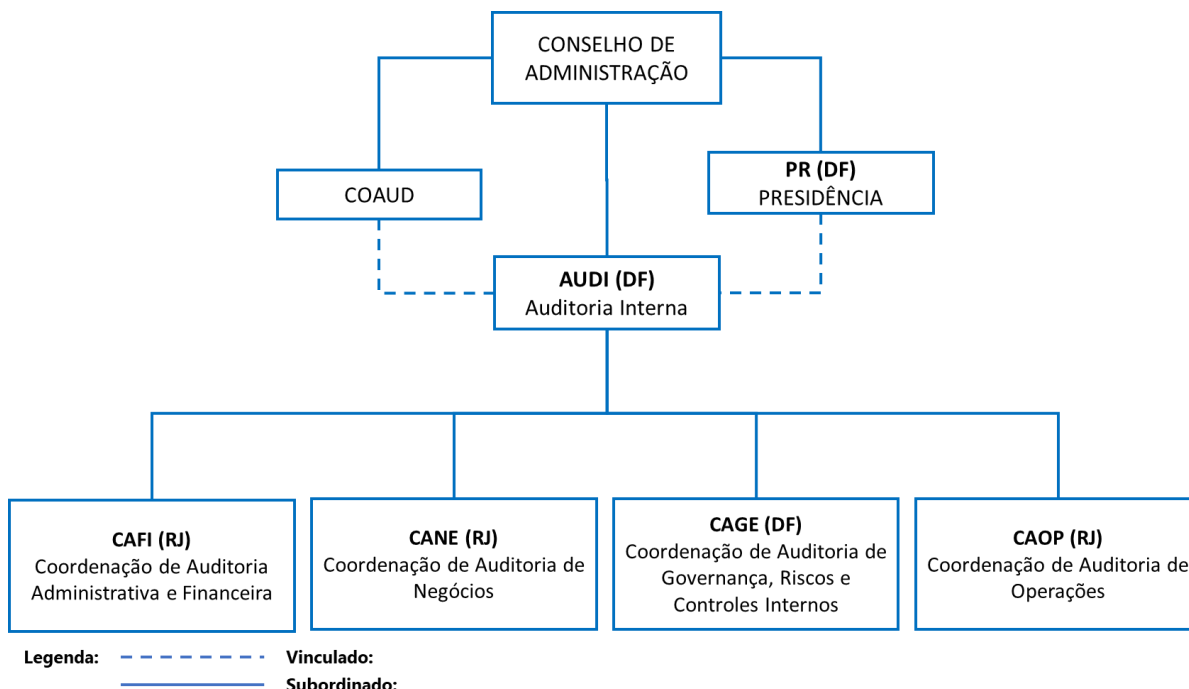 CONSELHO DE
ADMINISTRAÇÃO
COAUD
PR (DF)
PRESIDÊNCIA
AUDI (DF)
Auditoria Interna
CAFI (RJ)
Coordenação de Auditoria
Administrativa e Financeira
CANE (RJ)
Coordenação de Auditoria de
Negócios
CAGE (DF)
Coordenação de Auditoria de
Governança, Riscos e
Controles Internos
CAOP (RJ)
Coordenação de Auditoria de
Operações
Legenda: Vinculado:
Subordinado: